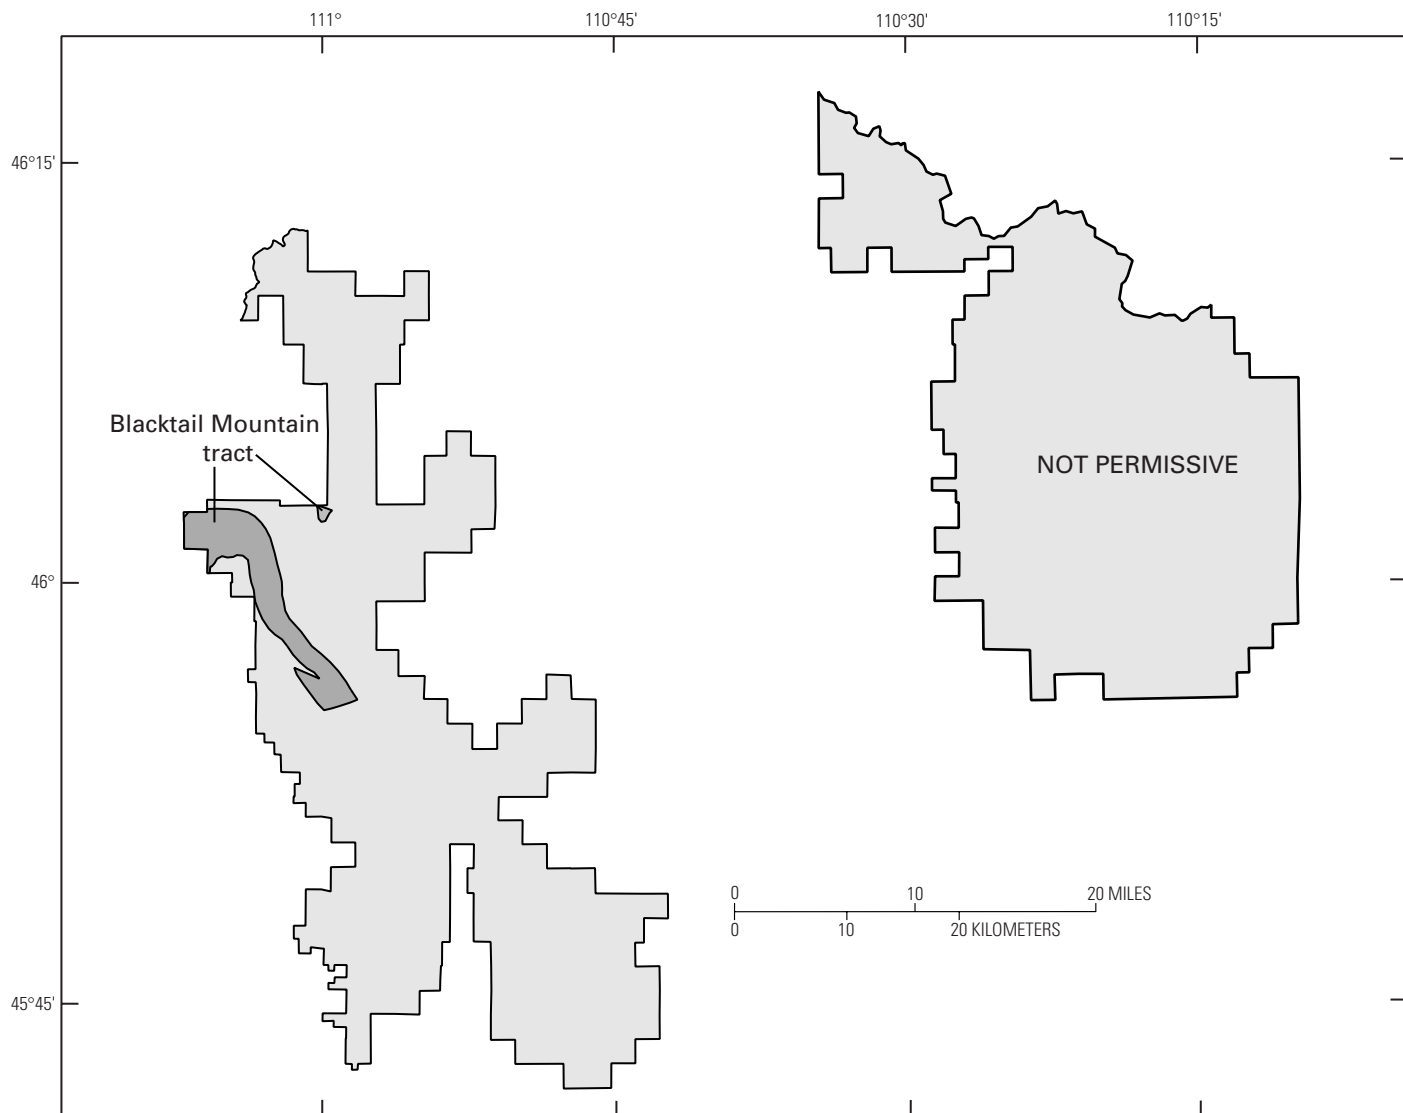 111°
110°45'
110°30'
110°15'
46°15'
Blacktail Mountain
tract
NOT PERMISSIVE
46°
0
10
20 MILES
0
10
20 KILOMETERS
45°45'